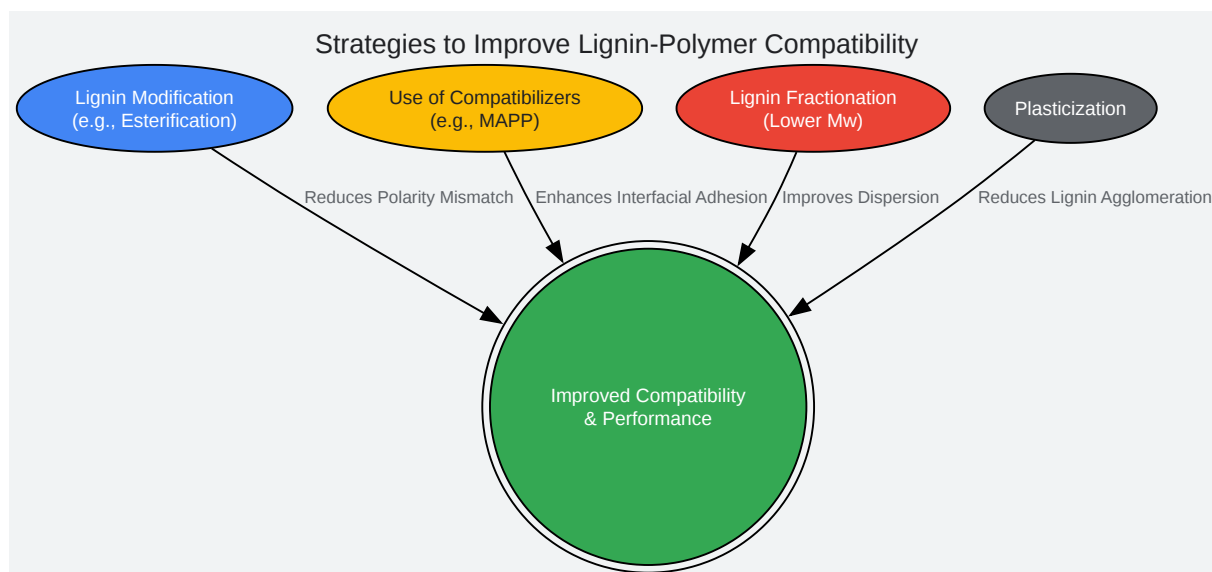 Strategies to Improve Lignin-Polymer Compatibility
Lignin Modification
(e.g., Esterification)
Use of Compatibilizers
(e.g., MAPP)
Lignin Fractionation
(Lower Mw)
Plasticization
Reduces Polarity Mismatch
Enhances Interfacial Adhesion
Improves Dispersion
Reduces Lignin Agglomeration
Improved Compatibility
& Performance